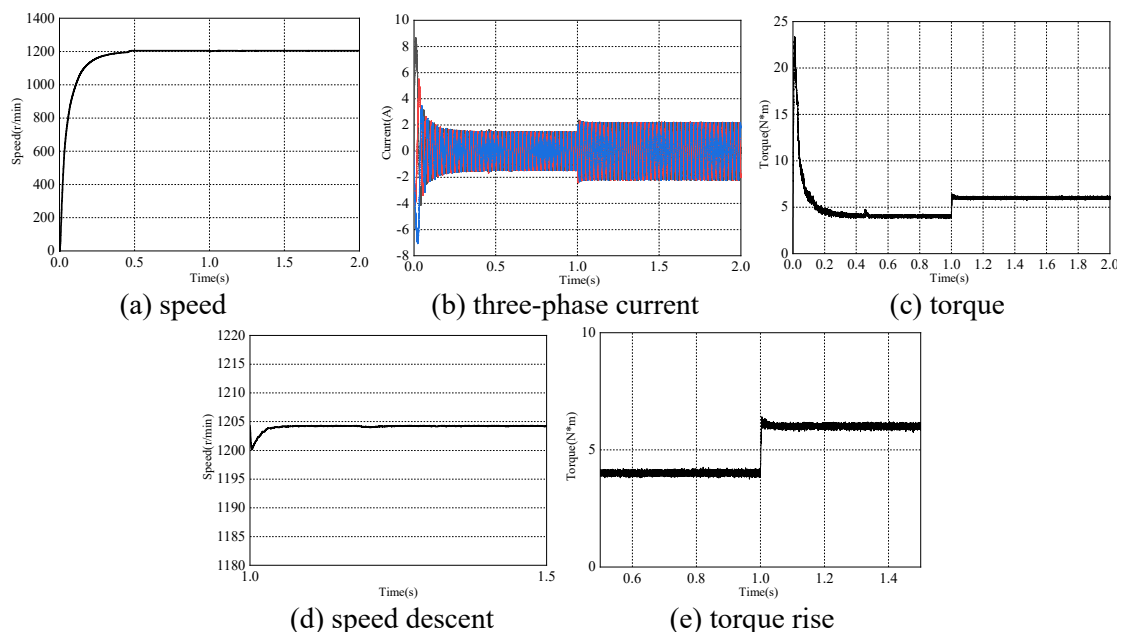 1400
1200
1000
800
600
400
200
0
Speed(r/min)
0.0 0.5 1.0 1.5 2.0
Time(s)
(a) speed
10
8
6
4
2
0
-2
-4
-6
-8
Current(A)
0.0 0.5 1.0 1.5 2.0
Time(s)
(b) three-phase current
25
20
15
10
5
0
Torque(N*m)
0.0 0.2 0.4 0.6 0.8 1.0 1.2 1.4 1.6 1.8 2.0
Time(s)
(c) torque
1220
1215
1210
1205
1200
1195
1190
1185
1180
Speed(r/min)
1.0 1.5
Time(s)
(d) speed descent
10
5
0
Torque(N*m)
0.6 0.8 1.0 1.2 1.4
Time(s)
(e) torque rise